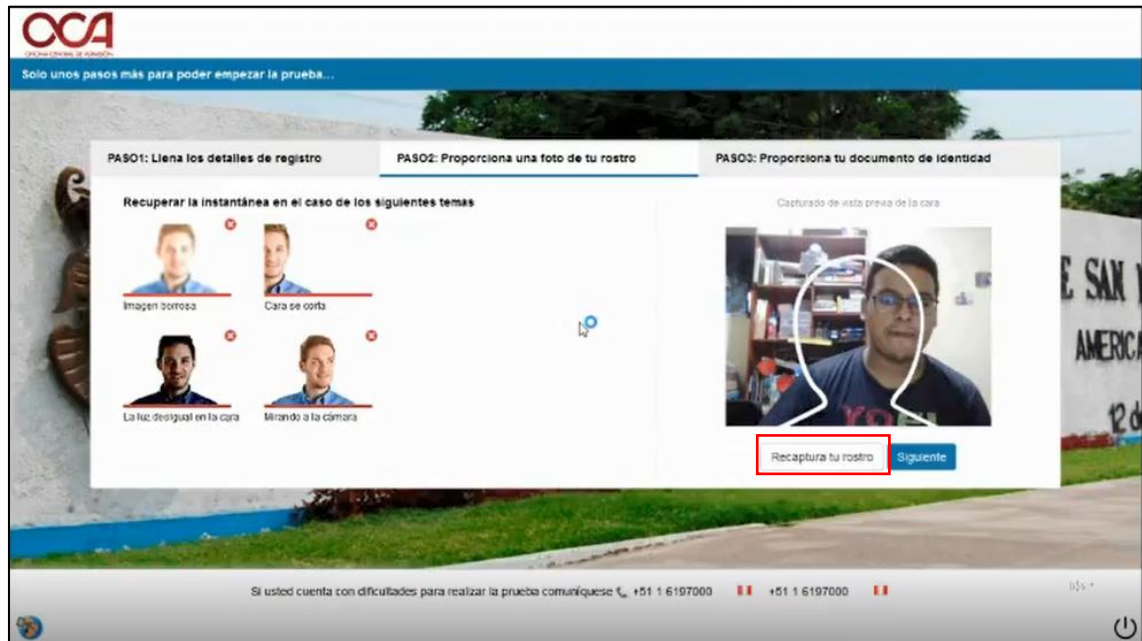 OCA
OFICINA CENTRAL DE ADMISIÓN
Solo unos pasos más para poder empezar la prueba...
PASO1: Llena los detalles de registro
PASO2: Proporciona una foto de tu rostro
PASO3: Proporciona tu documento de identidad
Recuperar la instantánea en el caso de los siguientes temas
Imagen borrosa
Cara se corta
La luz desigual en la cara
Mirando a la cámara
Capturado de vista previa de la cara
Recaptura tu rostro
Siguiente
E SAN
AMERICA
12 d
Si usted cuenta con dificultades para realizar la prueba comuníquese +51 1 6197000 +51 1 6197000